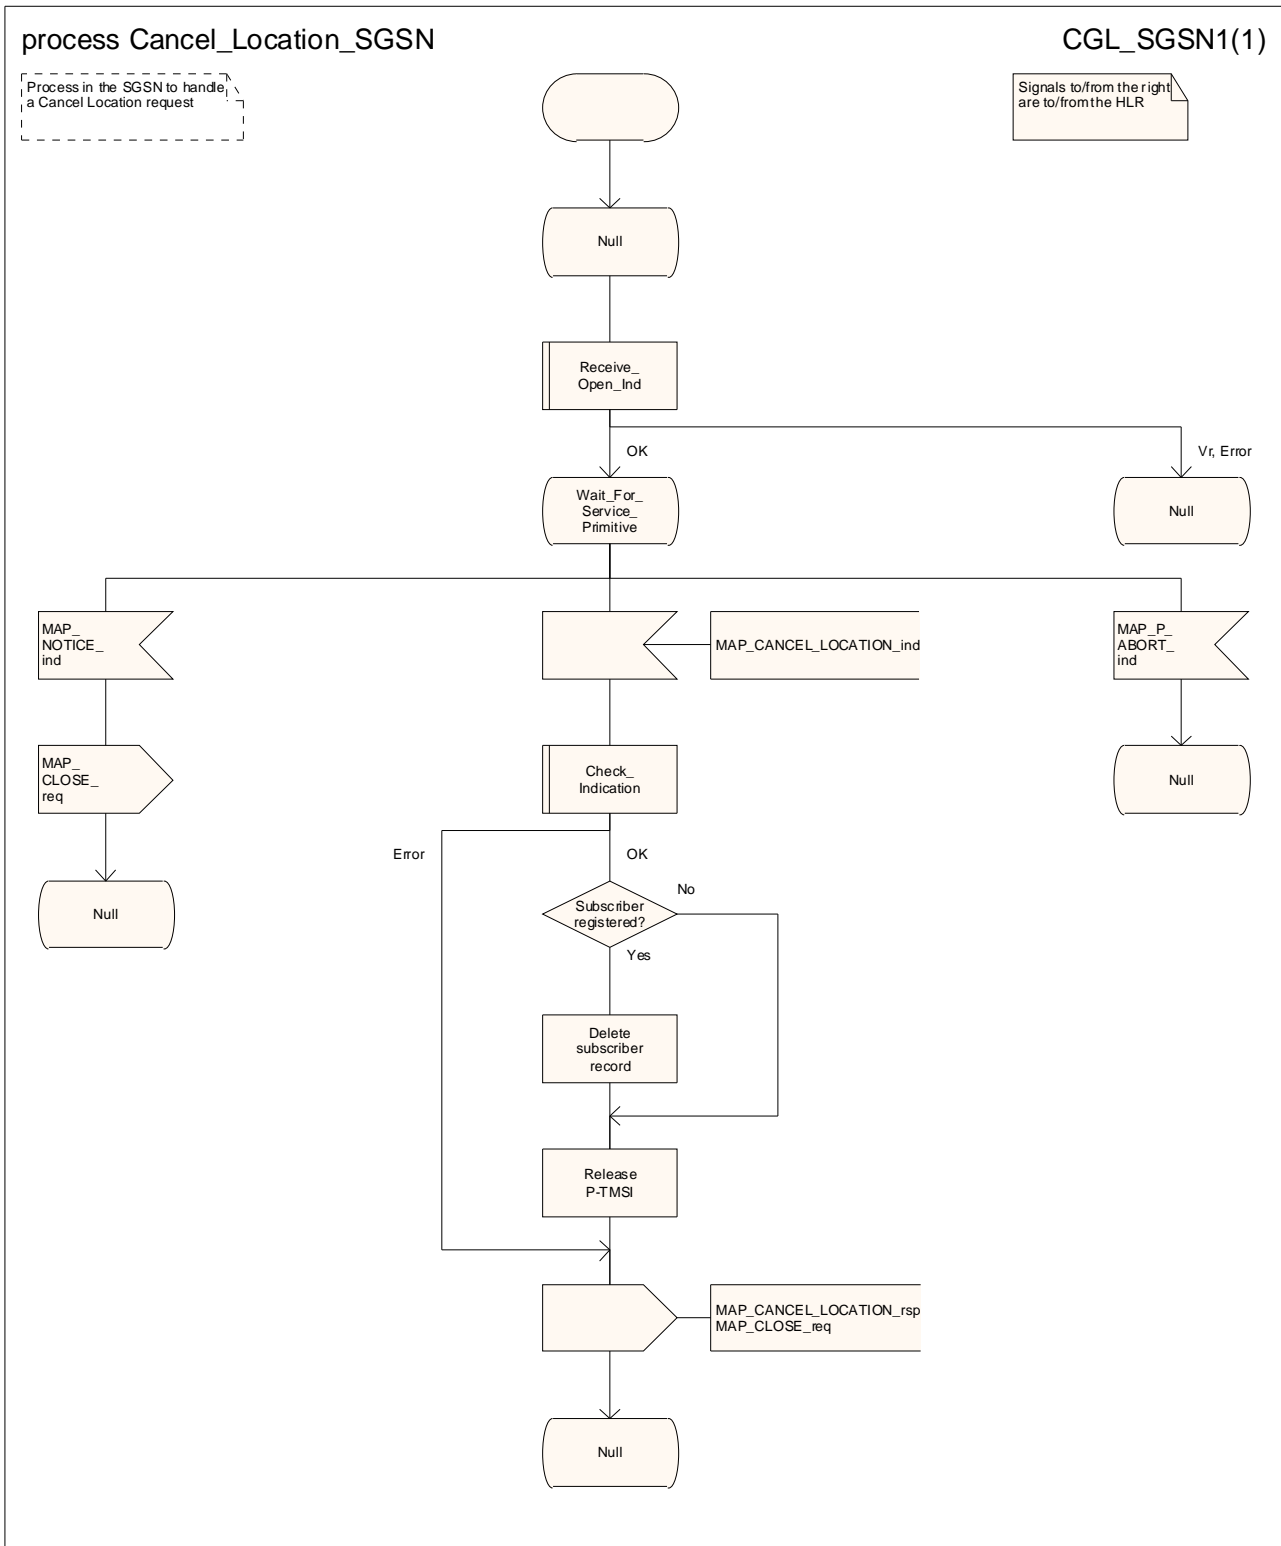 process Cancel_Location_SGSN
CGL_SGSN1(1)
Process in the SGSN to handle
a Cancel Location request
Signals to/from the right
are to/from the HLR
Null
Receive_
Open_Ind
OK
Vr, Error
Wait_For_
Service_
Primitive
Null
MAP_
NOTICE_
ind
MAP_CANCEL_LOCATION_ind
MAP_P_
ABORT_
ind
MAP_
CLOSE_
req
Check_
Indication
Null
Error
OK
No
Null
Subscriber
registered?
Yes
Delete
subscriber
record
Release
P-TMSI
MAP_CANCEL_LOCATION_rsp
MAP_CLOSE_req
Null